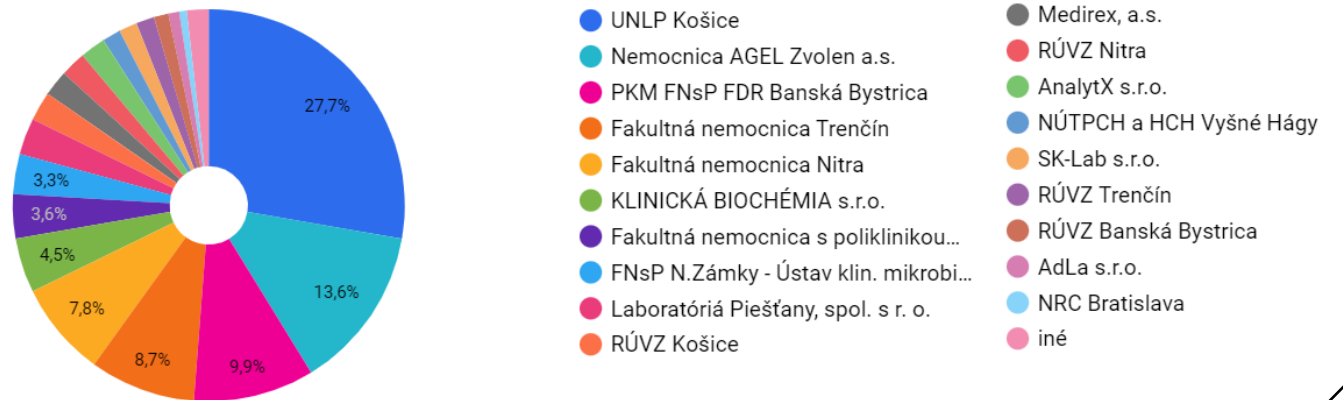 27,7%
13,6%
9,9%
8,7%
7,8%
4,5%
3,6%
3,3%
UNLP Košice
Nemocnica AGEL Zvolen a.s.
PKM FNsP FDR Banská Bystrica
Fakultná nemocnica Trenčín
Fakultná nemocnica Nitra
KLINICKÁ BIOCHÉMIA s.r.o.
Fakultná nemocnica s poliklinikou…
FNsP N.Zámky - Ústav klin. mikrobi…
Laboratóriá Piešťany, spol. s r. o.
RÚVZ Košice
Medirex, a.s.
RÚVZ Nitra
AnalytX s.r.o.
NÚTPCH a HCH Vyšné Hágy
SK-Lab s.r.o.
RÚVZ Trenčín
RÚVZ Banská Bystrica
AdLa s.r.o.
NRC Bratislava
iné